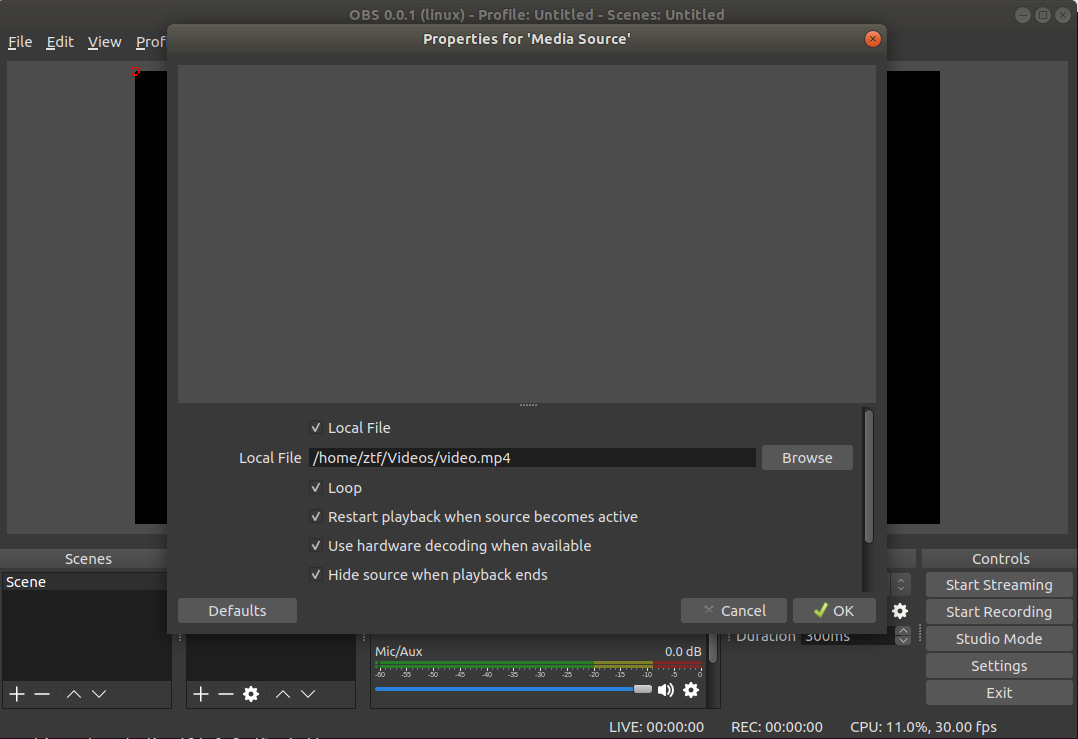 OBS 0.0.1 (linux) - Profile: Untitled - Scenes: Untitled
File Edit View Prof
Properties for 'Media Source'
Local File
Local File /home/ztf/Videos/video.mp4 Browse
Loop
Restart playback when source becomes active
Use hardware decoding when available
Hide source when playback ends
Defaults Cancel OK
Scenes
Scene
Controls
Start Streaming
Start Recording
Studio Mode
Settings
Exit
Duration 300ms
Mic/Aux 0.0 dB
-60 -55 -50 -45 -40 -35 -30 -25 -20 -15 -10 -5 0
LIVE: 00:00:00 REC: 00:00:00 CPU: 11.0%, 30.00 fps